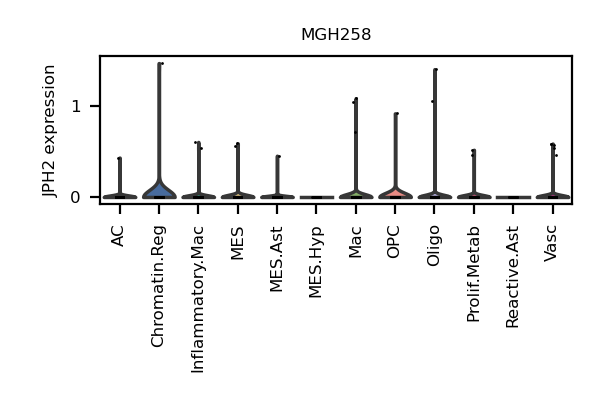 MGH258
JPH2 expression
1
0
AC
Chromatin.Reg
Inflammatory.Mac
MES
MES.Ast
MES.Hyp
Mac
OPC
Oligo
Prolif.Metab
Reactive.Ast
Vasc